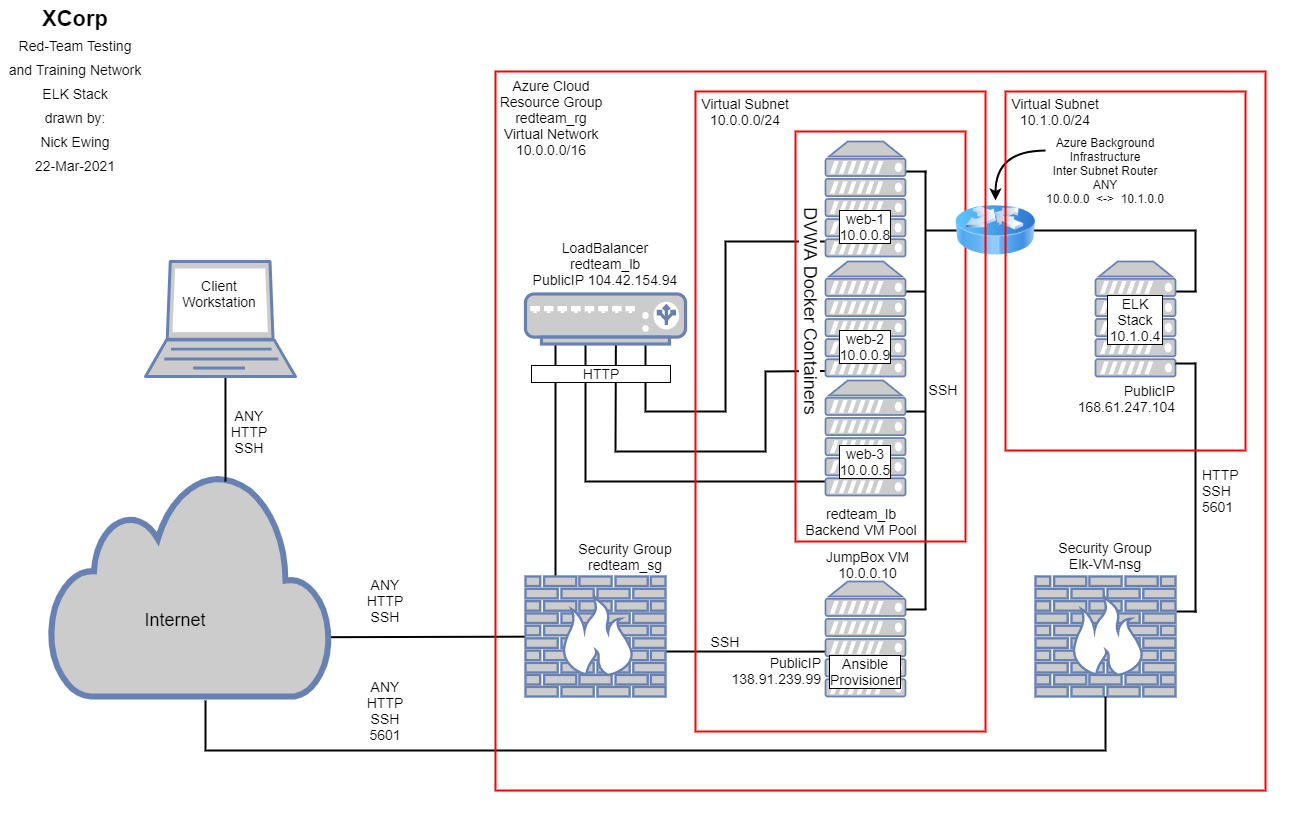 XCorp
Red-Team Testing
and Training Network
ELK Stack
drawn by:
Nick Ewing
22-Mar-2021
Client
Workstation
ANY
HTTP
SSH
Internet
ANY
HTTP
SSH
ANY
HTTP
SSH
5601
Azure Cloud
Resource Group
redteam_rg
Virtual Network
10.0.0.0/16
LoadBalancer
redteam_lb
PublicIP 104.42.154.94
HTTP
Security Group
redteam_sg
SSH
Virtual Subnet
10.0.0.0/24
DVWA Docker Containers
web-1
10.0.0.8
web-2
10.0.0.9
web-3
10.0.0.5
redteam_lb
Backend VM Pool
SSH
JumpBox VM
10.0.0.10
PublicIP
138.91.239.99
Ansible
Provisioner
Virtual Subnet
10.1.0.0/24
Azure Background
Infrastructure
Inter Subnet Router
ANY
10.0.0.0 <-> 10.1.0.0
ELK
Stack
10.1.0.4
PublicIP
168.61.247.104
HTTP
SSH
5601
Security Group
Elk-VM-nsg